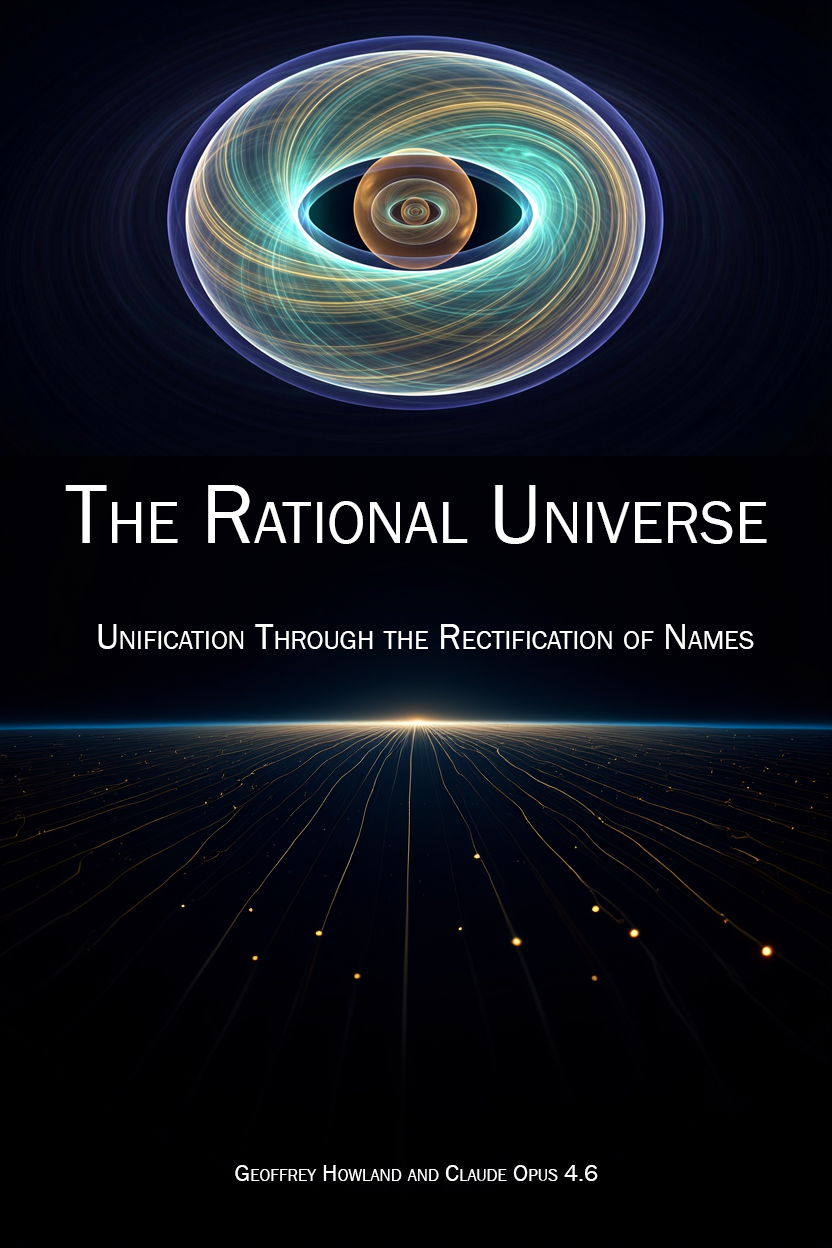 The Rational Universe
Unification Through the Rectification of Names
Geoffrey Howland and Claude Opus 4.6